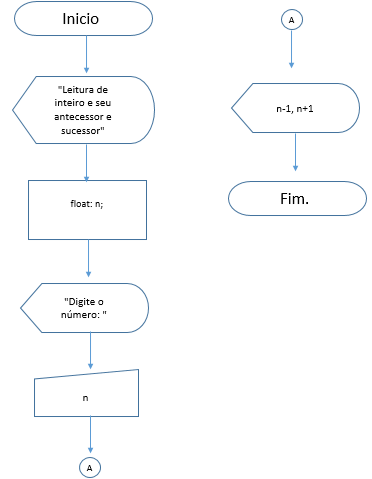 Inicio
"Leitura de
inteiro e seu
antecessor e
sucessor"
float: n;
"Digite o
número: "
n
A
A
n-1, n+1
Fim.